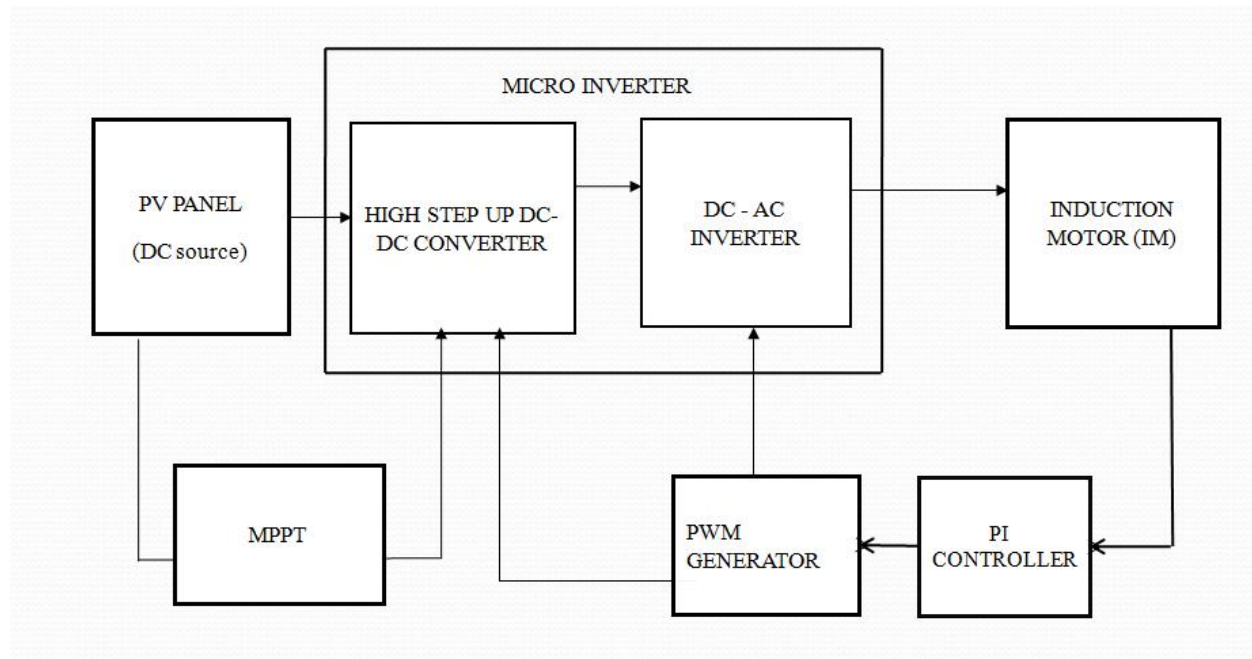 MICRO INVERTER
PV PANEL
(DC source)
HIGH STEP UP DC-
DC CONVERTER
DC - AC
INVERTER
INDUCTION
MOTOR (IM)
MPPT
PWM
GENERATOR
PI
CONTROLLER